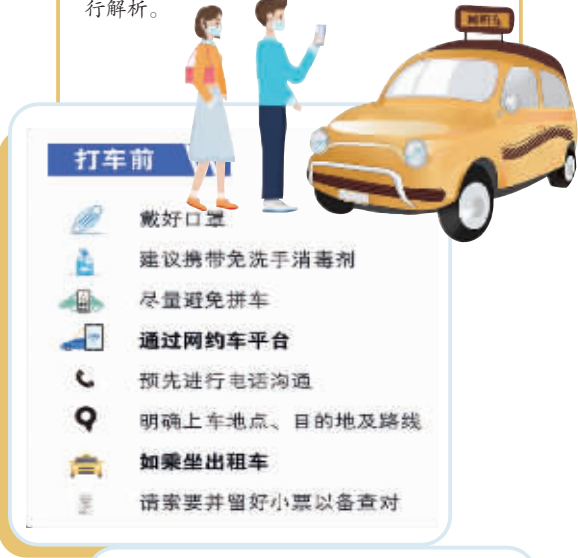 行解析。
网约车
打车前
戴好口罩
建议携带免洗手消毒剂
尽量避免拼车
通过网约车平台
预先进行电话沟通
明确上车地点、目的地及路线
如乘坐出租车
请索要并留好小票以备查对